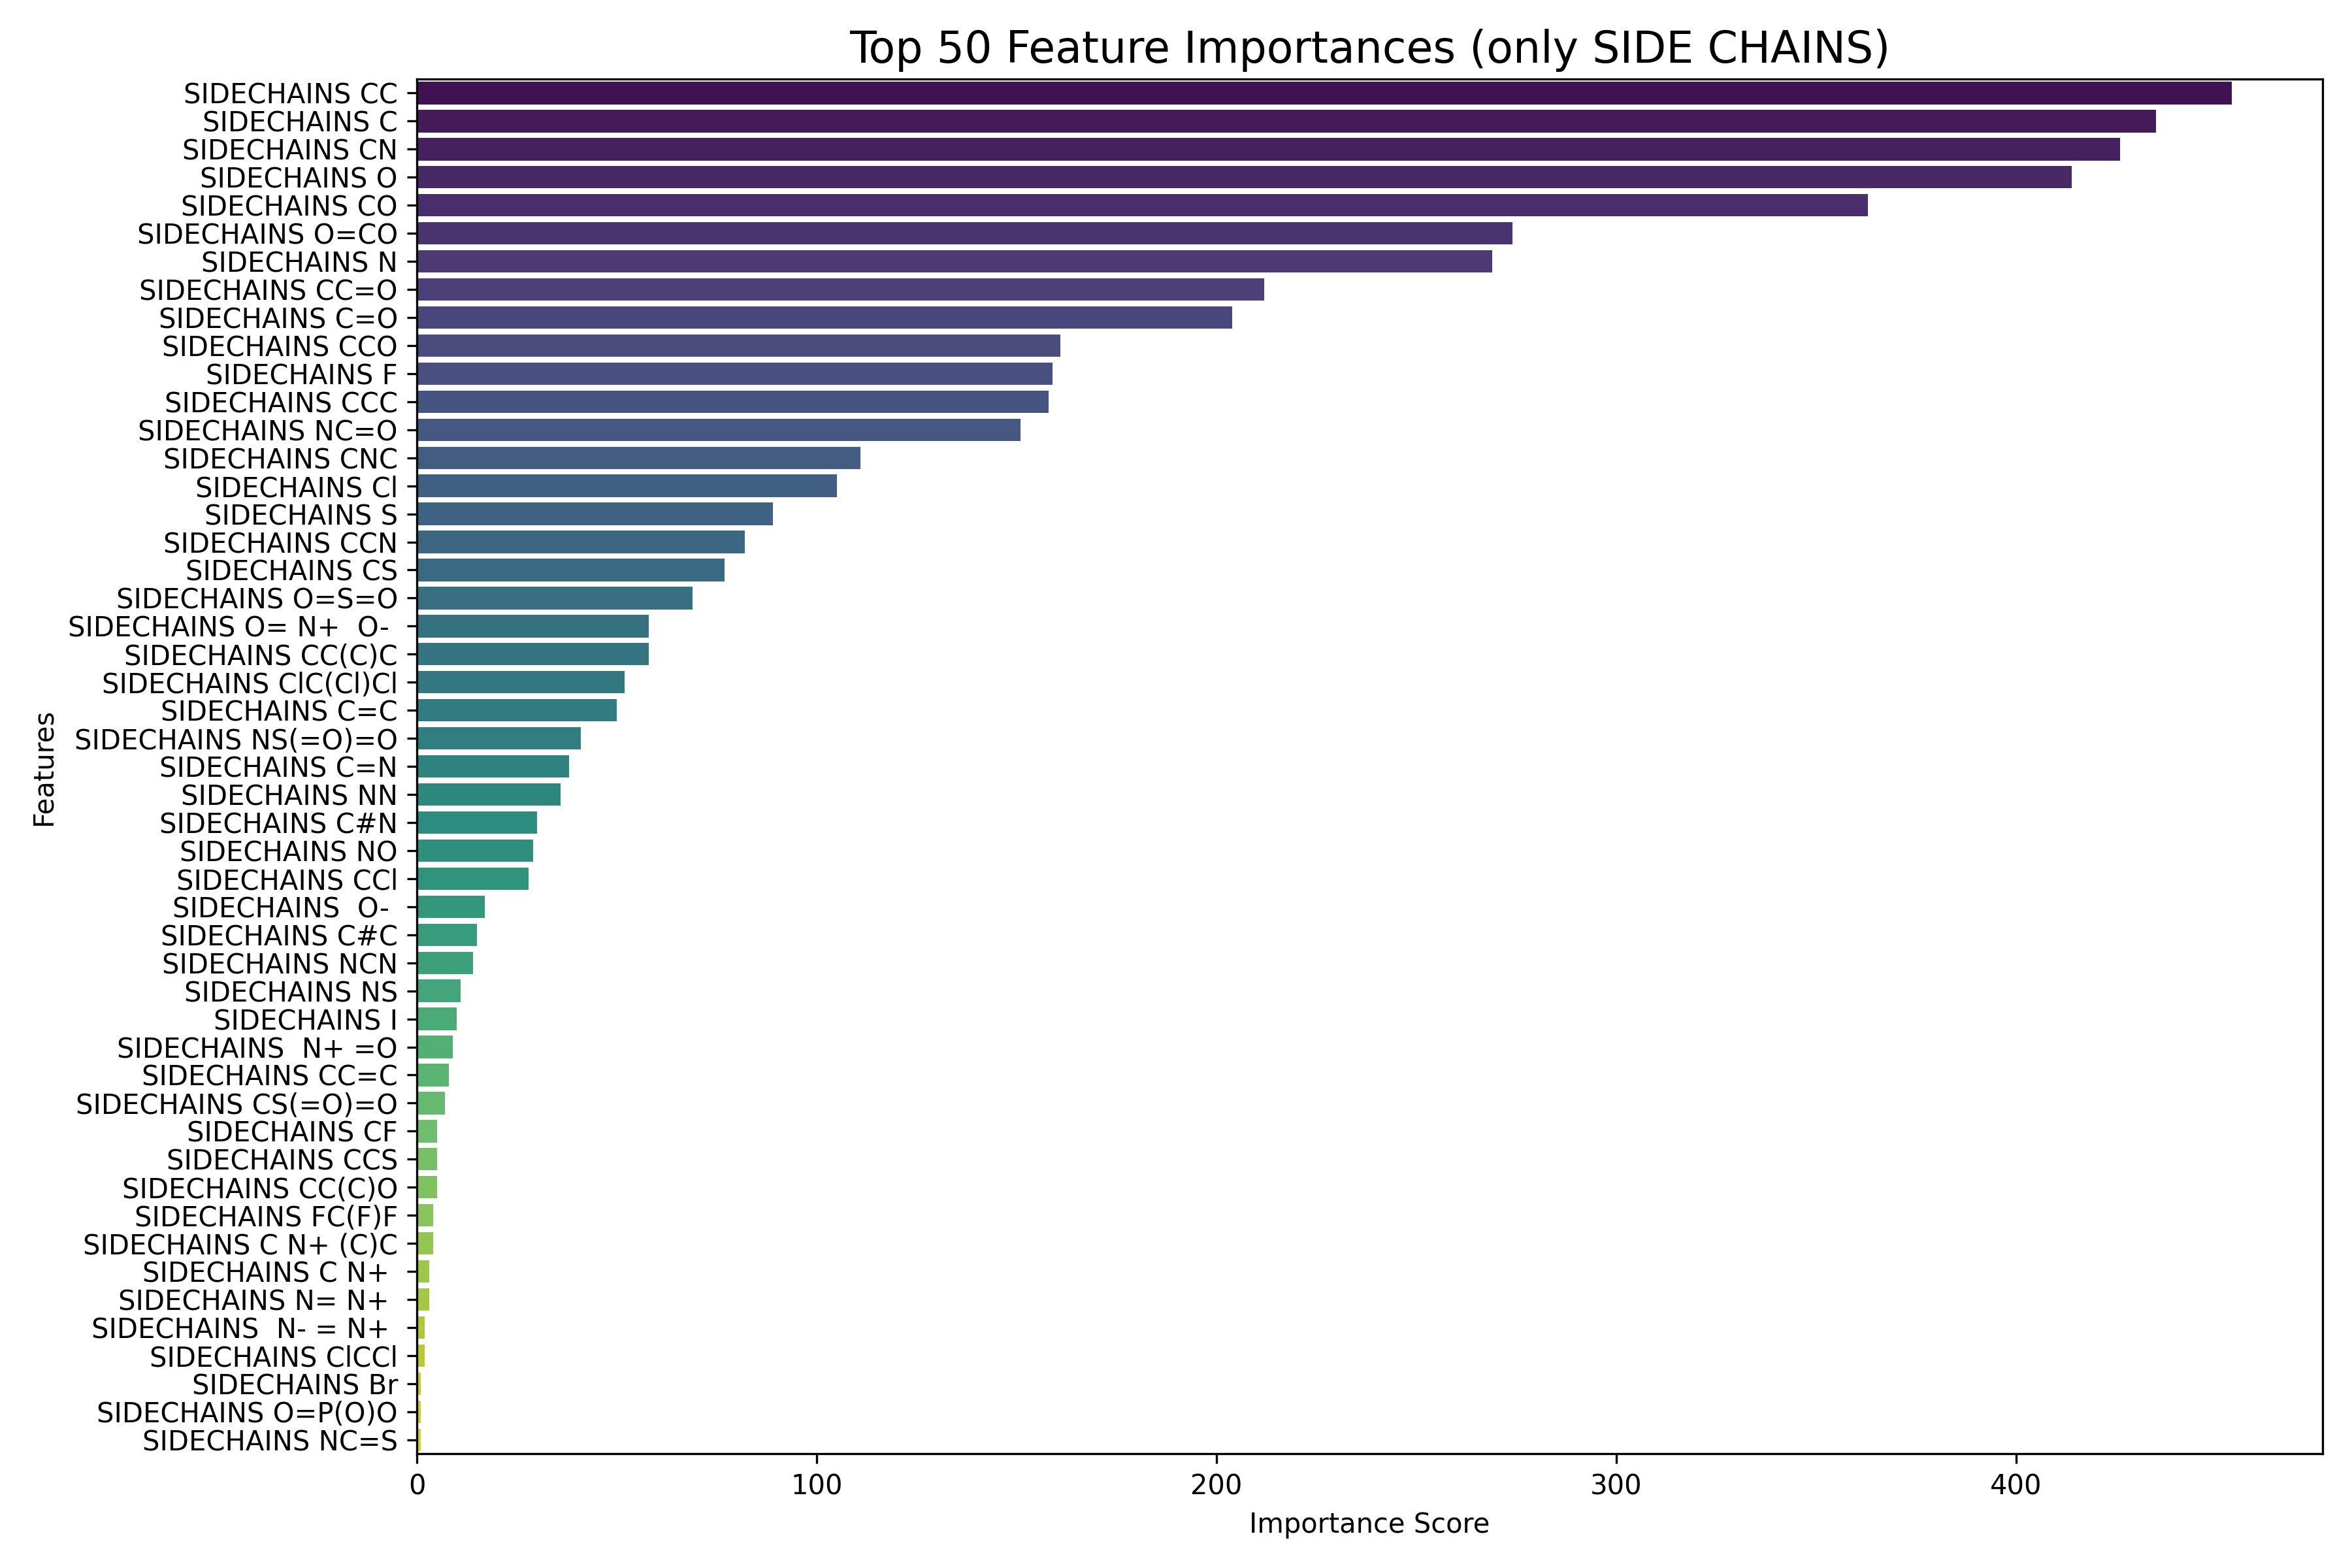 Top 50 Feature Importances (only SIDE CHAINS)
SIDECHAINS CC
SIDECHAINS C
SIDECHAINS CN
SIDECHAINS O
SIDECHAINS CO
SIDECHAINS O=CO
SIDECHAINS N
SIDECHAINS CC=O
SIDECHAINS C=O
SIDECHAINS CCO
SIDECHAINS F
SIDECHAINS CCC
SIDECHAINS NC=O
SIDECHAINS CNC
SIDECHAINS Cl
SIDECHAINS S
SIDECHAINS CCN
SIDECHAINS CS
SIDECHAINS O=S=O
SIDECHAINS O= N+  O-
SIDECHAINS CC(C)C
SIDECHAINS ClC(Cl)Cl
SIDECHAINS C=C
SIDECHAINS NS(=O)=O
SIDECHAINS C=N
SIDECHAINS NN
SIDECHAINS C#N
SIDECHAINS NO
SIDECHAINS CCl
SIDECHAINS  O-
SIDECHAINS C#C
SIDECHAINS NCN
SIDECHAINS NS
SIDECHAINS I
SIDECHAINS  N+ =O
SIDECHAINS CC=C
SIDECHAINS CS(=O)=O
SIDECHAINS CF
SIDECHAINS CCS
SIDECHAINS CC(C)O
SIDECHAINS FC(F)F
SIDECHAINS C N+ (C)C
SIDECHAINS C N+
SIDECHAINS N= N+
SIDECHAINS  N- = N+
SIDECHAINS ClCCl
SIDECHAINS Br
SIDECHAINS O=P(O)O
SIDECHAINS NC=S
Features
0 100 200 300 400
Importance Score